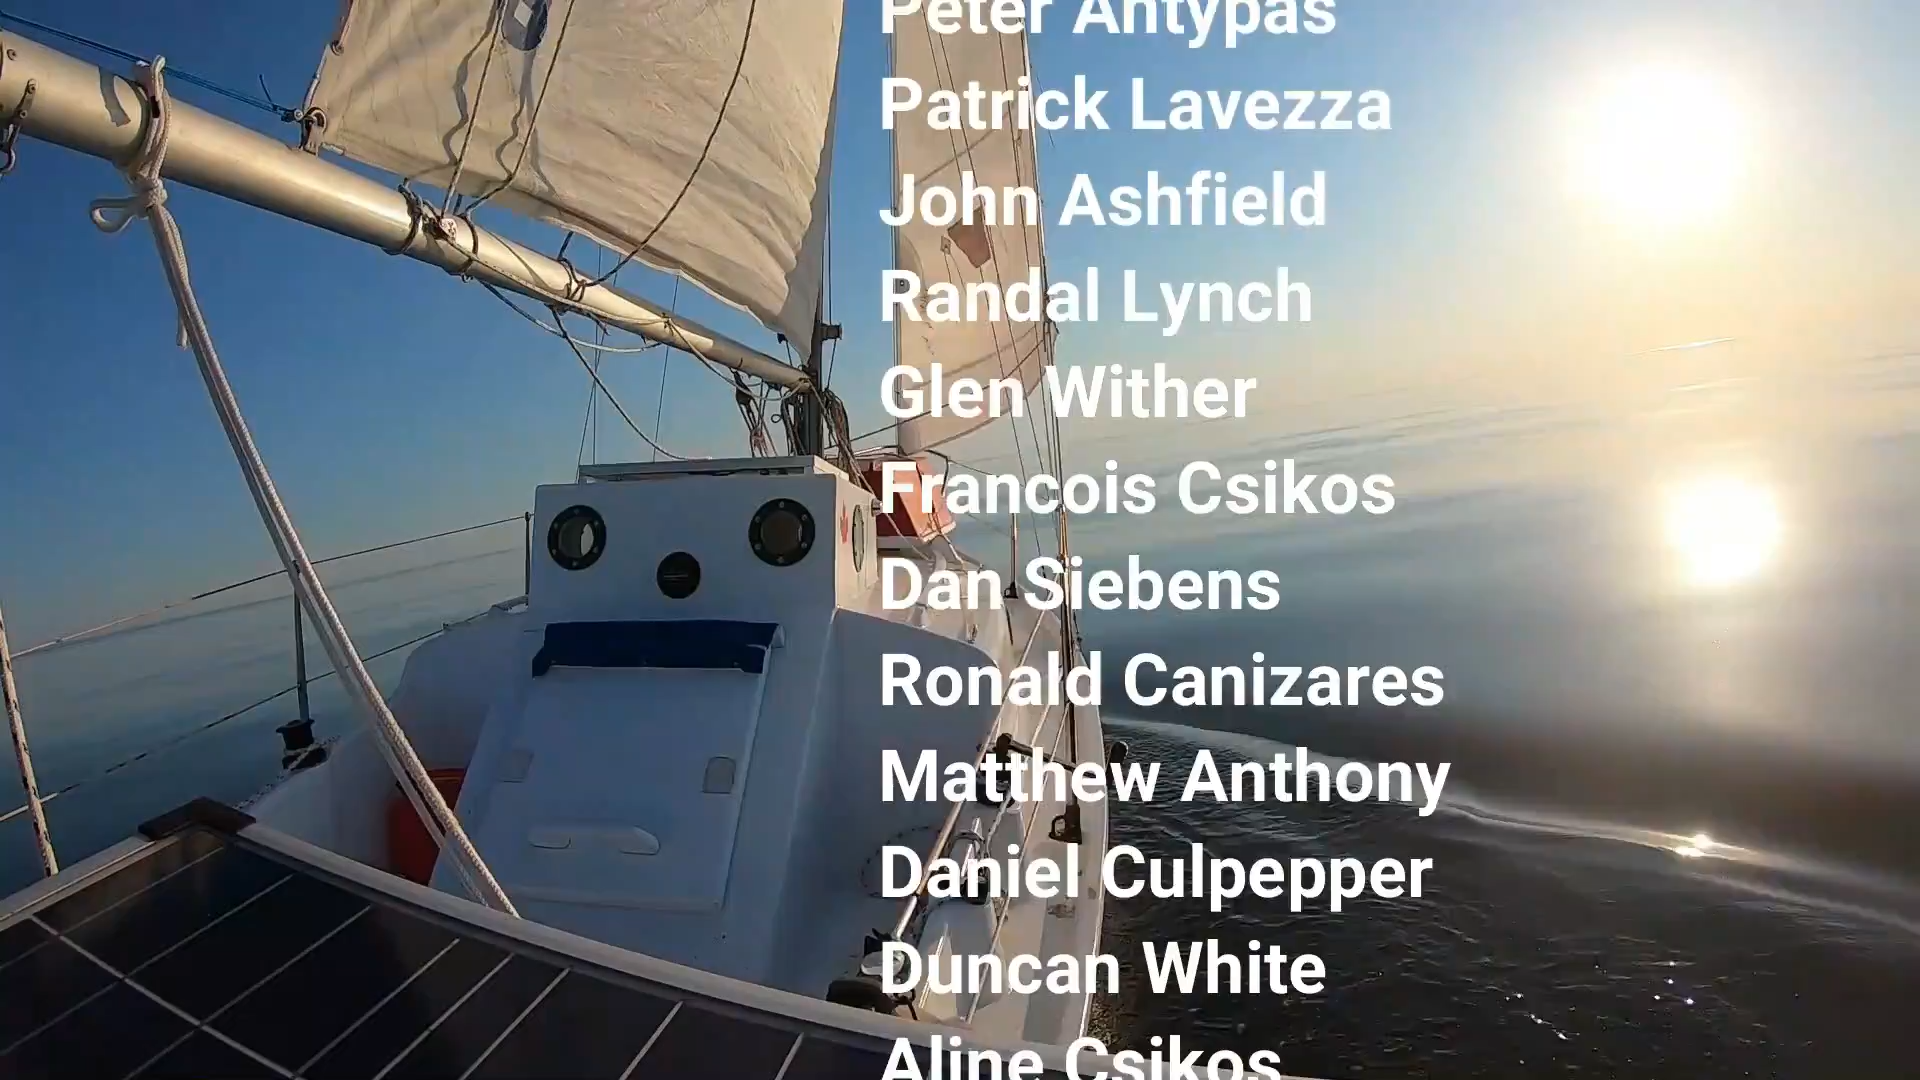 Peter Antypas
Patrick Lavezza
John Ashfield
Randal Lynch
Glen Wither
Francois Csikos
Dan Siebens
Ronald Canizares
Matthew Anthony
Daniel Culpepper
Duncan White
Aline Csikos